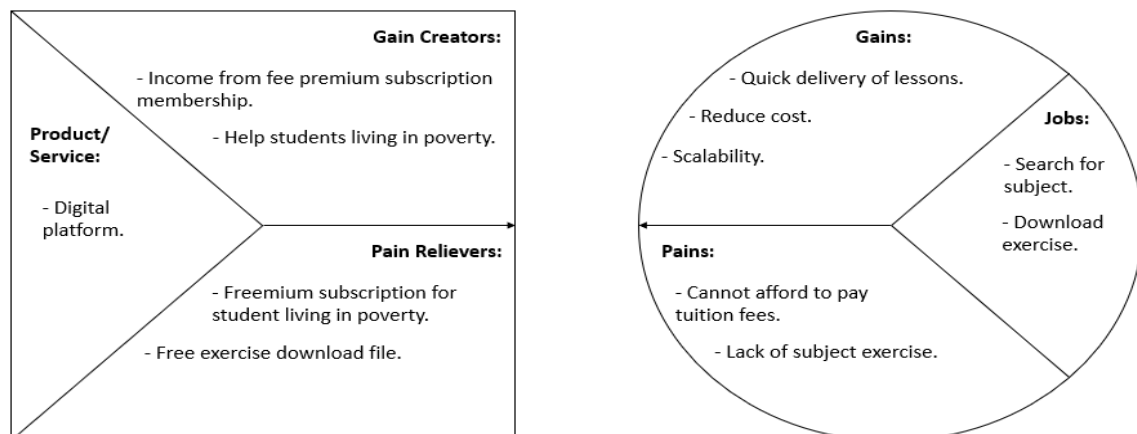 Gain Creators:
- Income from fee premium subscription
membership.
- Help students living in poverty.
Product/
Service:
- Digital
platform.
Pain Relievers:
- Freemium subscription for
student living in poverty.
- Free exercise download file.
Gains:
- Quick delivery of lessons.
- Reduce cost.
- Scalability.
Jobs:
- Search for
subject.
- Download
exercise.
Pains:
- Cannot afford to pay
tuition fees.
- Lack of subject exercise.